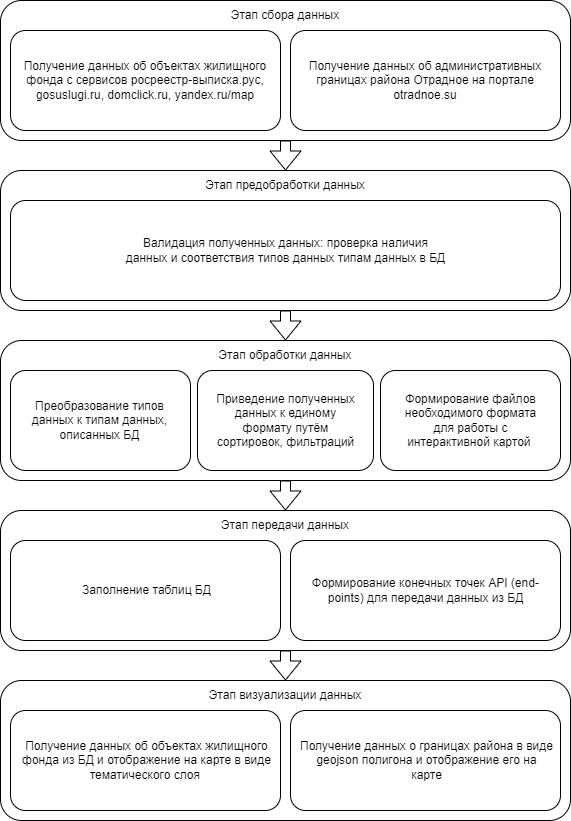 Этап сбора данных
Получение данных об объектах жилищного
фонда с сервисов росреестр-выписка.рус,
gosuslugi.ru, domclick.ru, yandex.ru/map
Получение данных об административных
границах района Отрадное на портале
otradnoe.su
Этап предобработки данных
Валидация полученных данных: проверка наличия
данных и соответствия типов данных типам данных в БД
Этап обработки данных
Преобразование типов
данных к типам данных,
описанных БД
Приведение полученных
данных к единому
формату путём
сортировок, фильтраций
Формирование файлов
необходимого формата
для работы с
интерактивной картой
Этап передачи данных
Заполнение таблиц БД
Формирование конечных точек API (end-
points) для передачи данных из БД
Этап визуализации данных
Получение данных об объектах жилищного
фонда из БД и отображение на карте в виде
тематического слоя
Получение данных о границах района в виде
geojson полигона и отображение его на
карте